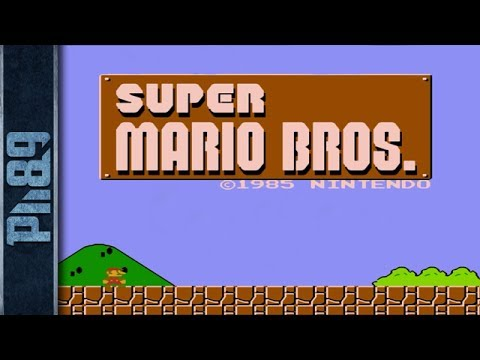 SUPER
MARIO BROS.
©1985 NINTENDO
PN89